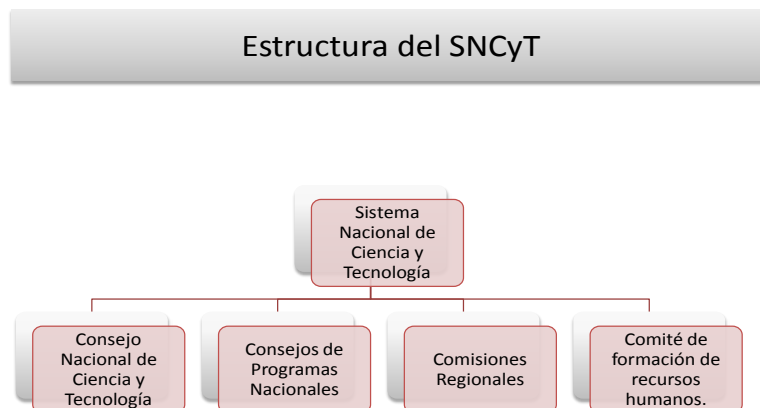 Estructura del SNCyT
Sistema
Nacional de
Ciencia y
Tecnología
Consejo
Nacional de
Ciencia y
Tecnología
Consejos de
Programas
Nacionales
Comisiones
Regionales
Comité de
formación de
recursos
humanos.